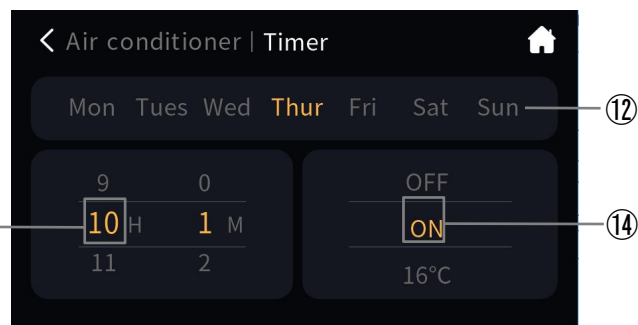 Air conditioner | Timer
Mon Tues Wed Thur Fri Sat Sun
⑫
9 0
10 H 1 M
11 2
OFF
ON
16°C
⑭